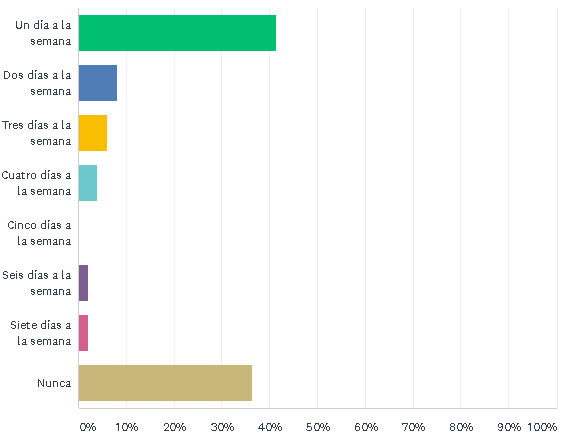 Un día a la
semana
Dos días a la
semana
Tres días a la
semana
Cuatro días a
la semana
Cinco días a
la semana
Seis días a la
semana
Siete días a
la semana
Nunca
0% 10% 20% 30% 40% 50% 60% 70% 80% 90% 100%